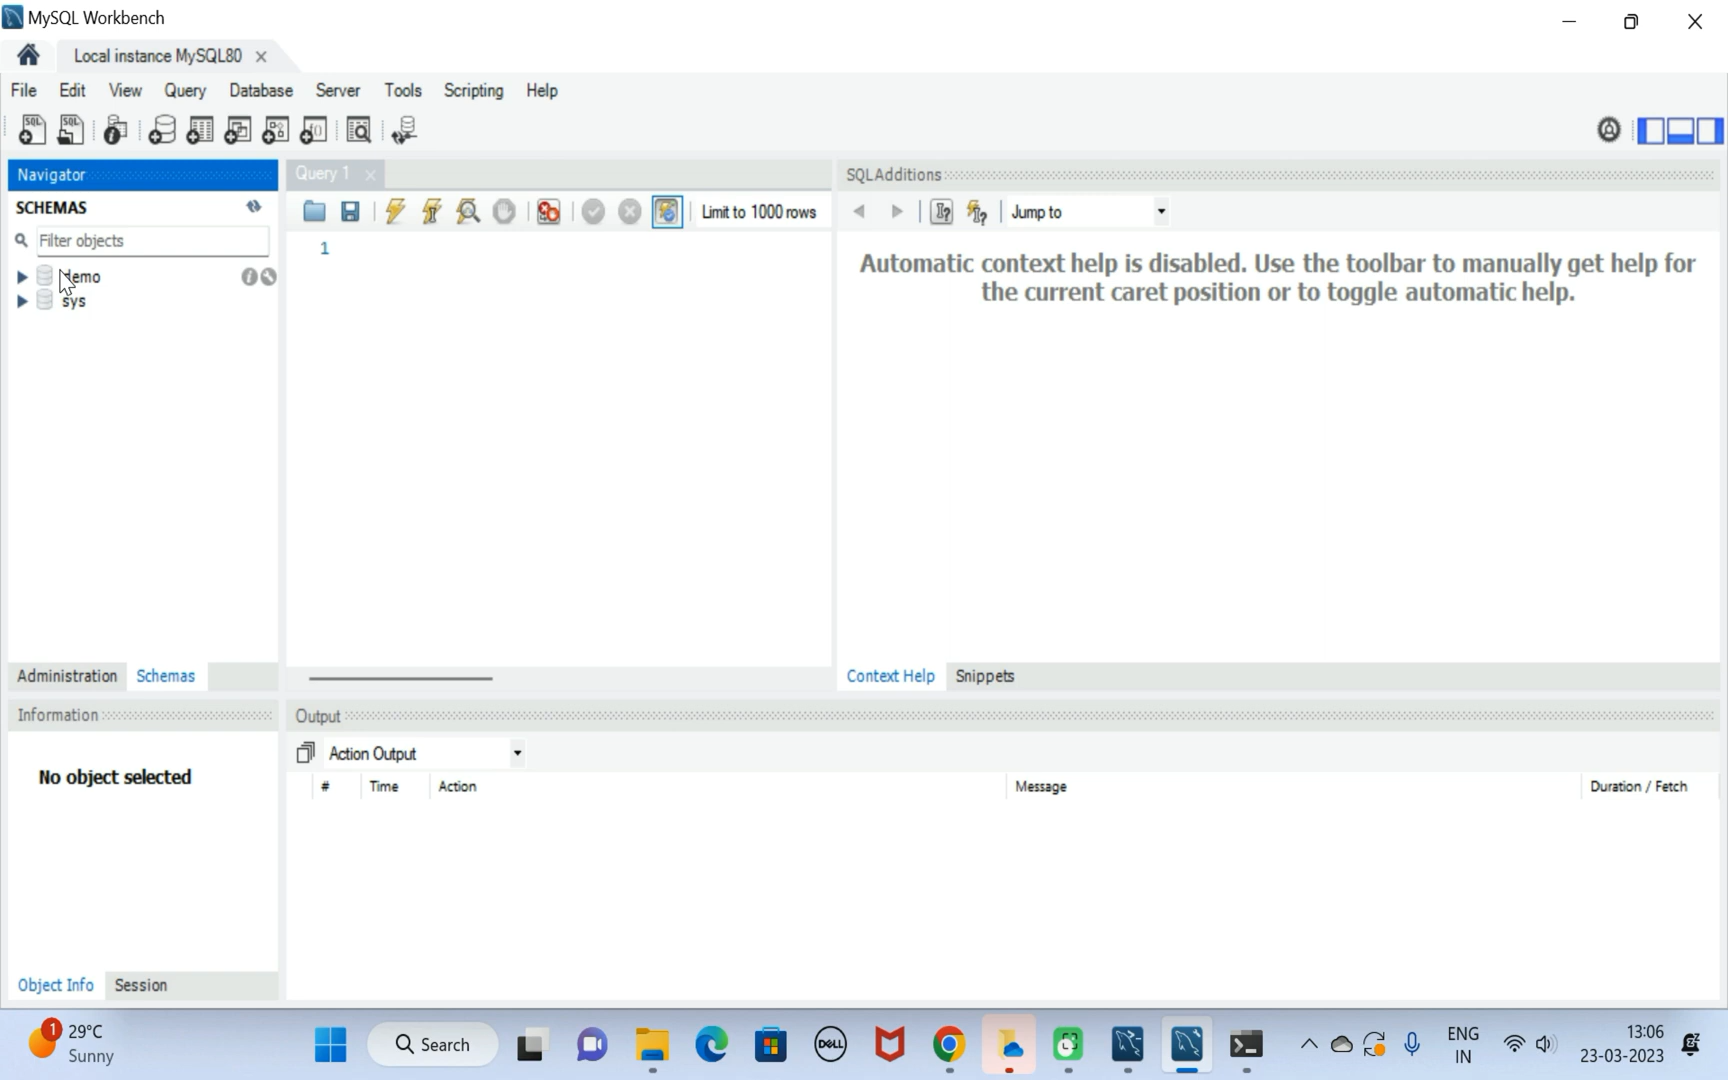 MySQL Workbench
Local instance MySQL80
File Edit View Query Database Server Tools Scripting Help
Navigator
SCHEMAS
Filter objects
demo
sys
Administration Schemas
Information
No object selected
Object Info Session
Query 1
Limit to 1000 rows
1
SQLAdditions
Jump to
Automatic context help is disabled. Use the toolbar to manually get help for
the current caret position or to toggle automatic help.
Context Help Snippets
Output
Action Output
# Time Action Message Duration / Fetch
1
29°C
Sunny
Search
DELL
ENG
IN
13:06
23-03-2023